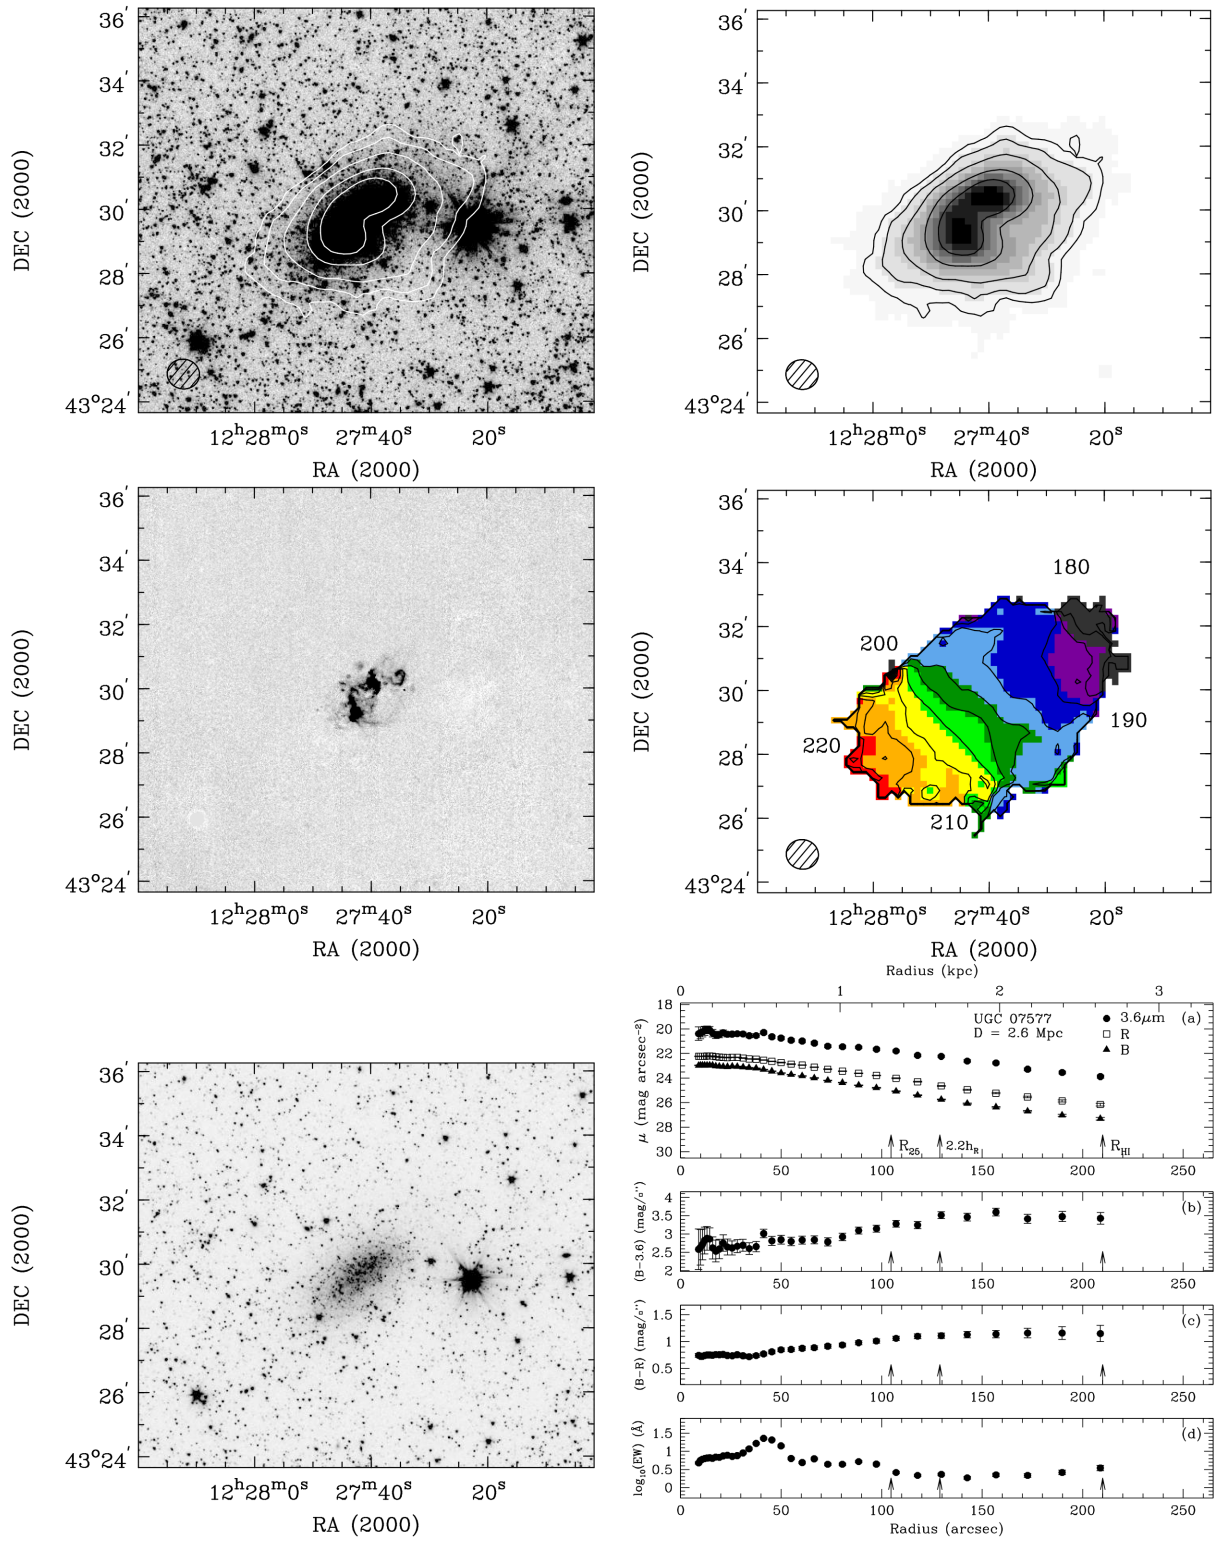 36′
34′
32′
30′
28′
26′
43°24′
DEC (2000)
12ʰ28ᵐ0ˢ 27ᵐ40ˢ 20ˢ
RA (2000)
36′
34′
32′
30′
28′
26′
43°24′
DEC (2000)
12ʰ28ᵐ0ˢ 27ᵐ40ˢ 20ˢ
RA (2000)
36′
34′
32′
30′
28′
26′
43°24′
DEC (2000)
12ʰ28ᵐ0ˢ 27ᵐ40ˢ 20ˢ
RA (2000)
36′
34′
32′
30′
28′
26′
43°24′
DEC (2000)
180
200
190
220
210
12ʰ28ᵐ0ˢ 27ᵐ40ˢ 20ˢ
RA (2000)
36′
34′
32′
30′
28′
26′
43°24′
DEC (2000)
12ʰ28ᵐ0ˢ 27ᵐ40ˢ 20ˢ
RA (2000)
Radius (kpc)
0 1 2 3
18
20
22
24
26
28
30
μ (mag arcsec⁻²)
UGC 07577
D = 2.6 Mpc
3.6μm
R
B
(a)
R₂₅
2.2h_R
R_HI
0 50 100 150 200 250
3.5
3
2.5
2
(B−3.6) (mag/□″)
(b)
0 50 100 150 200 250
1.5
1
0.5
(B−R) (mag/□″)
(c)
0 50 100 150 200 250
1.5
1
0.5
0
log₁₀(EW) (Å)
(d)
0 50 100 150 200 250
Radius (arcsec)